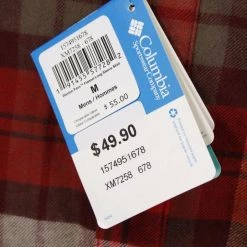 1574951678
XM7258 - 678
M
Mens / Hommes
$ 55.00
Columbia
Sportswear Company
$49.90
1574951678
XM7258 678